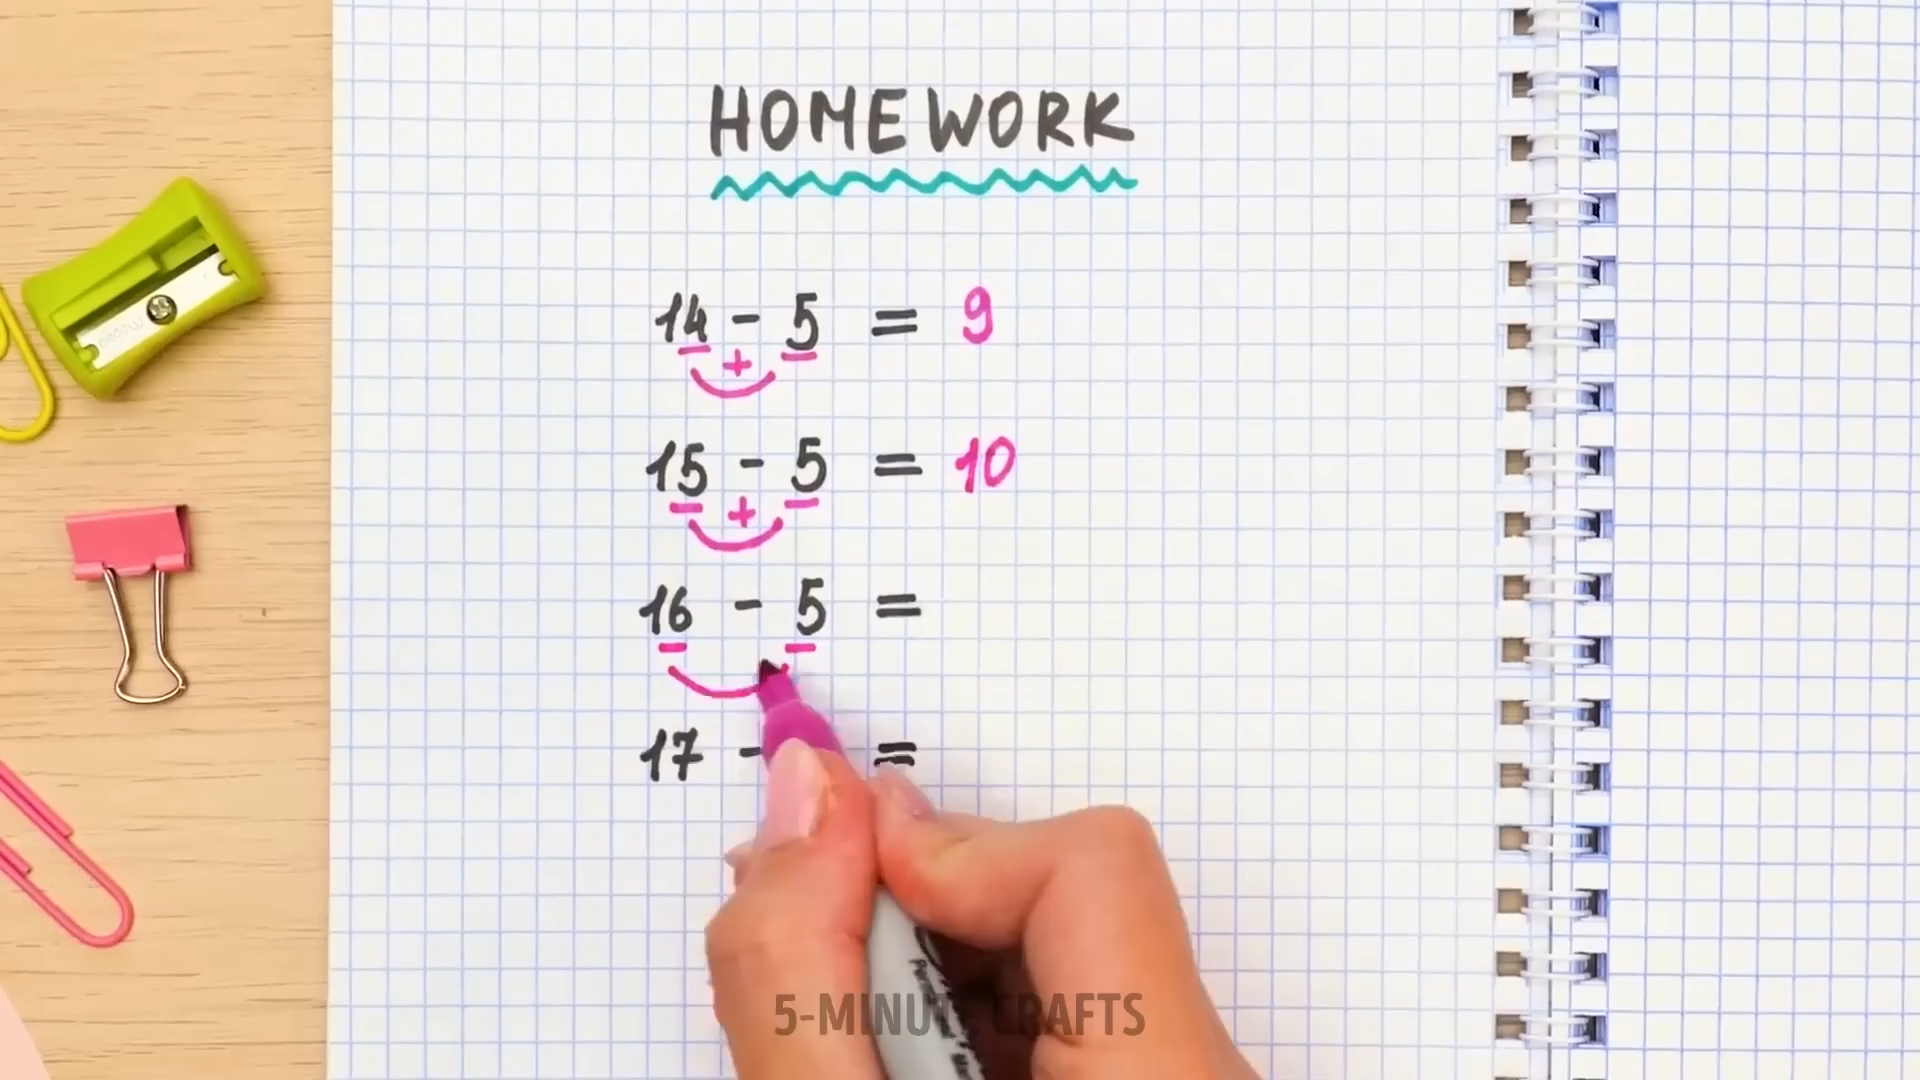 HOMEWORK
14 - 5 = 9
+
15 - 5 = 10
+
16 - 5 =
17 - =
5-MINUTE CRAFTS